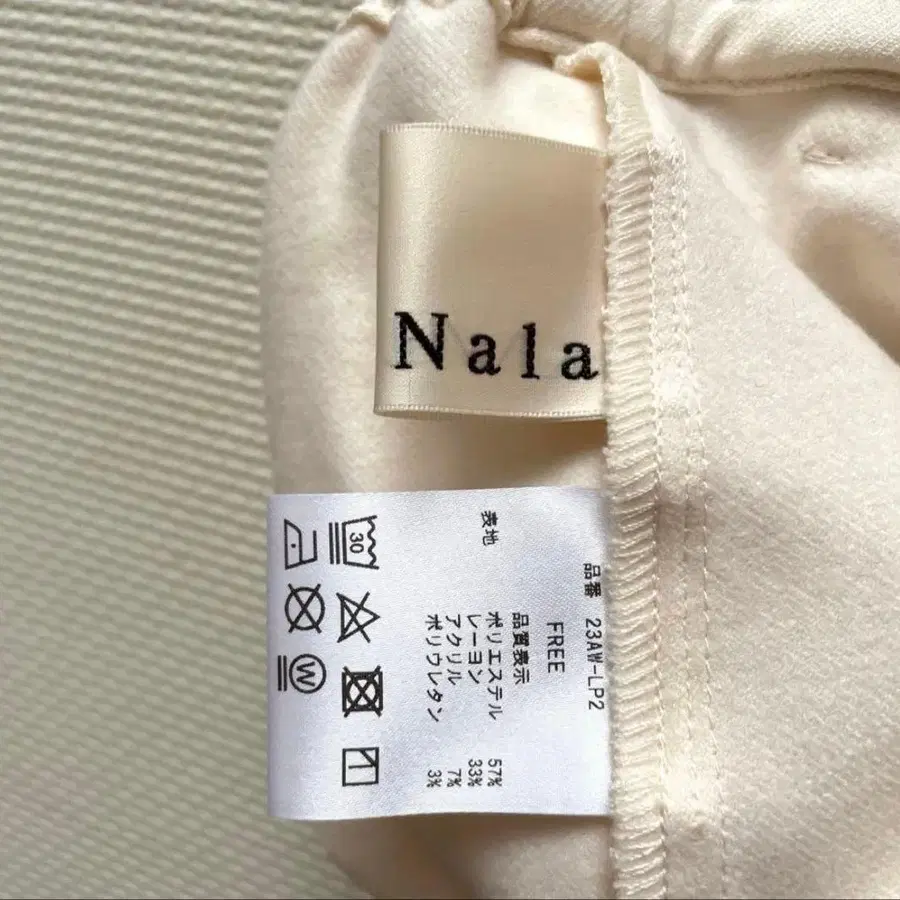 Nala
品番 23AW-LP2
FREE
品質表示
表地
ポリエステル 57%
レーヨン 33%
アクリル 7%
ポリウレタン 3%
30
W